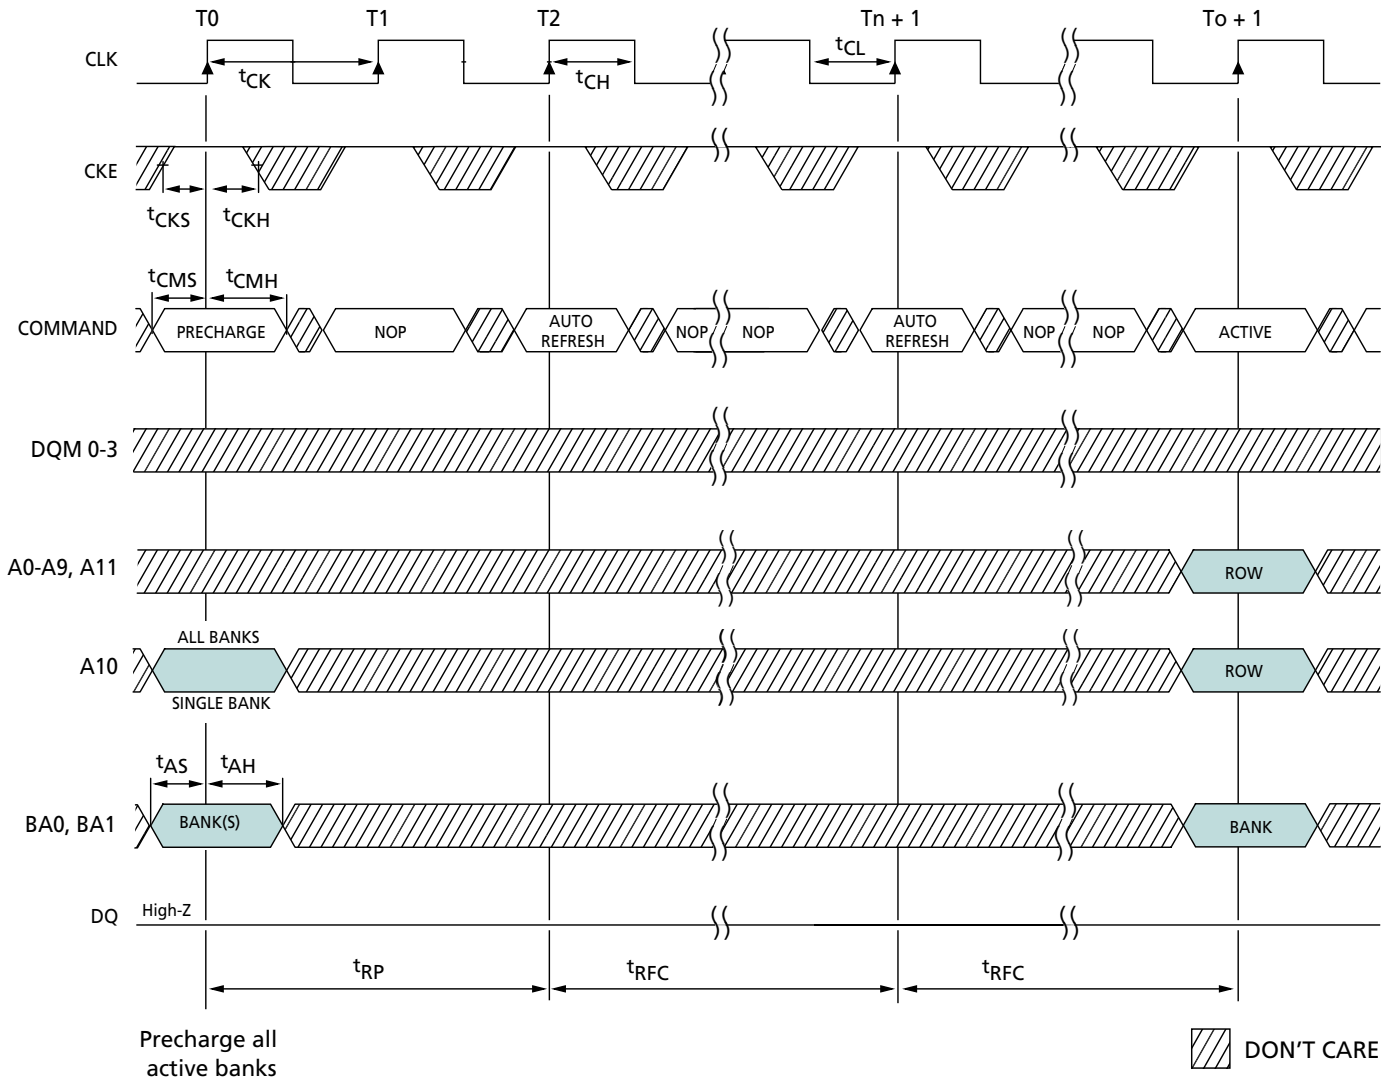 T0 T1 T2 Tn + 1 To + 1
CLK
tCK tCH tCL
CKE
tCKS tCKH
tCMS tCMH
COMMAND PRECHARGE NOP AUTO REFRESH NOP NOP AUTO REFRESH NOP NOP ACTIVE
DQM 0-3
A0-A9, A11 ROW
ALL BANKS
A10 ROW
SINGLE BANK
tAS tAH
BA0, BA1 BANK(S) BANK
DQ High-Z
tRP tRFC tRFC
Precharge all
active banks
DON'T CARE